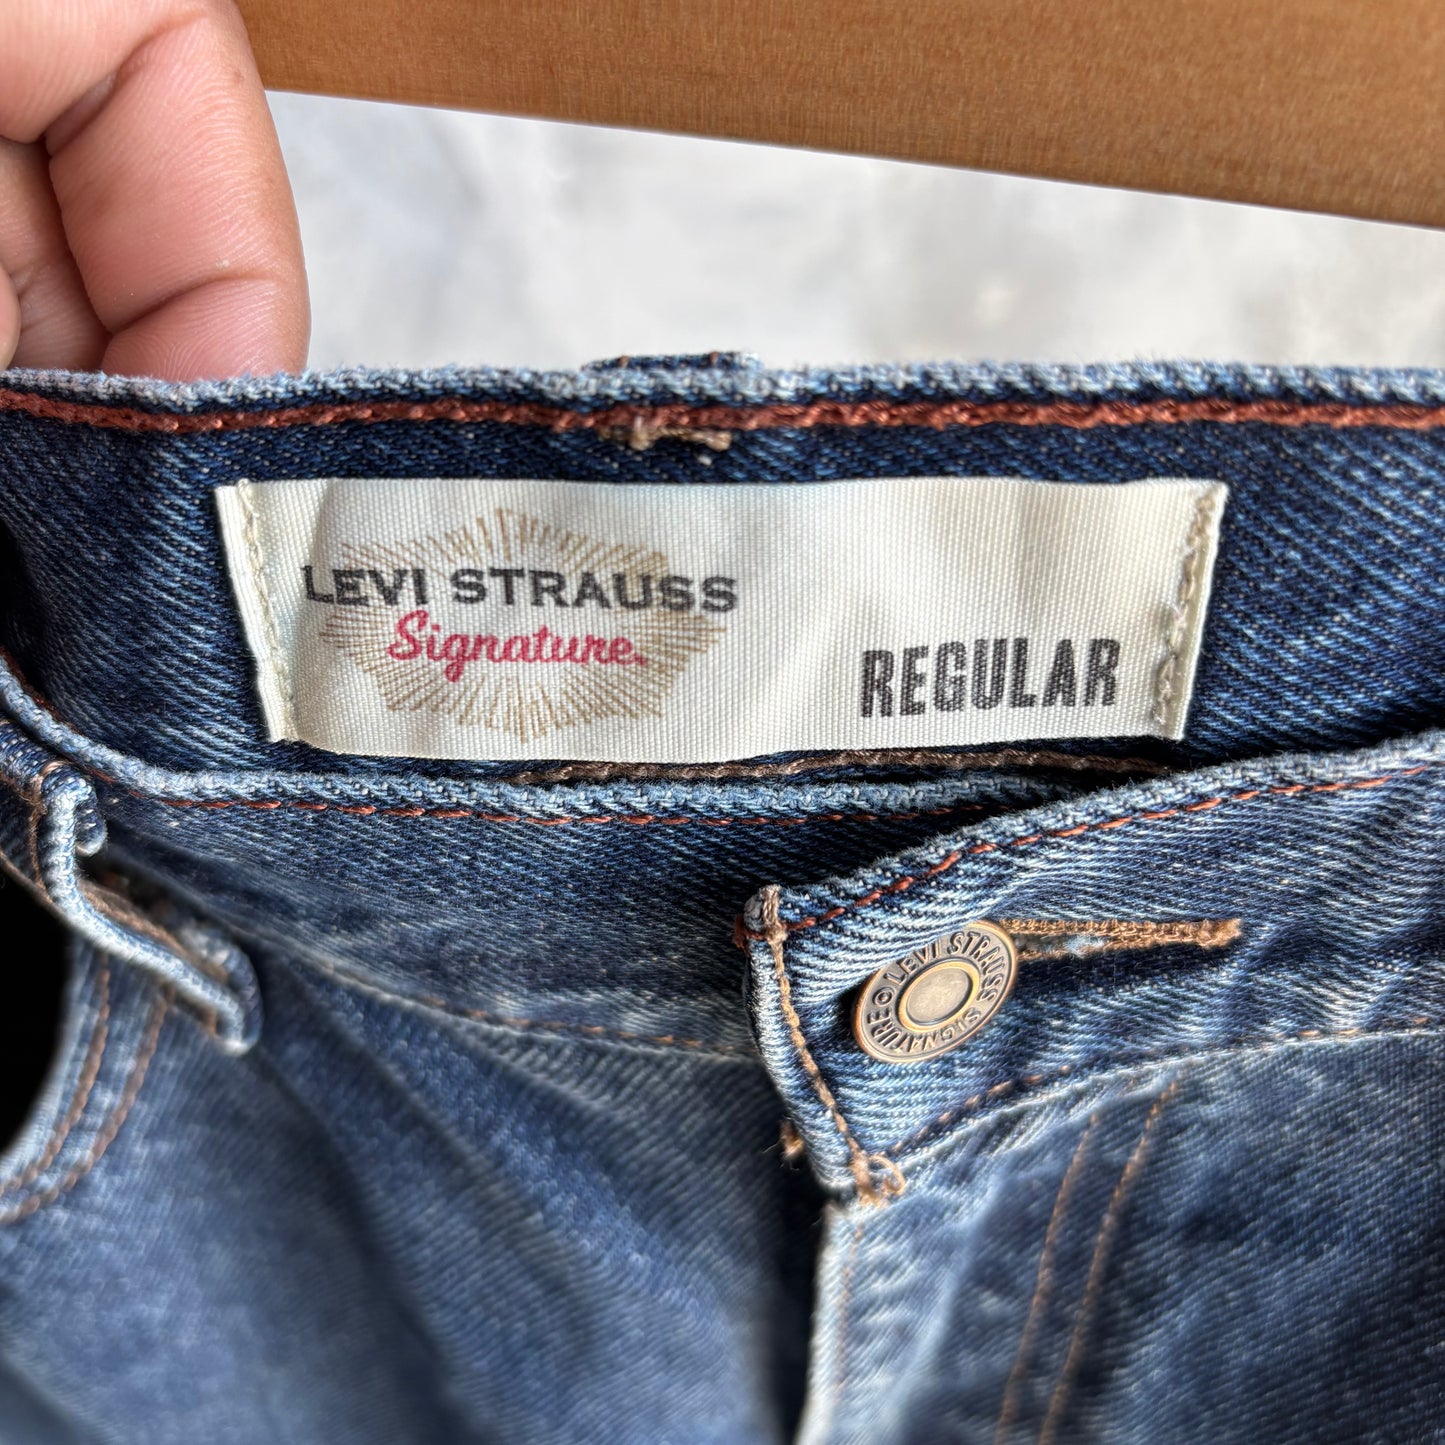 LEVI STRAUSS
Signature.
REGULAR
LEVI STRAUSS SIGNATURE